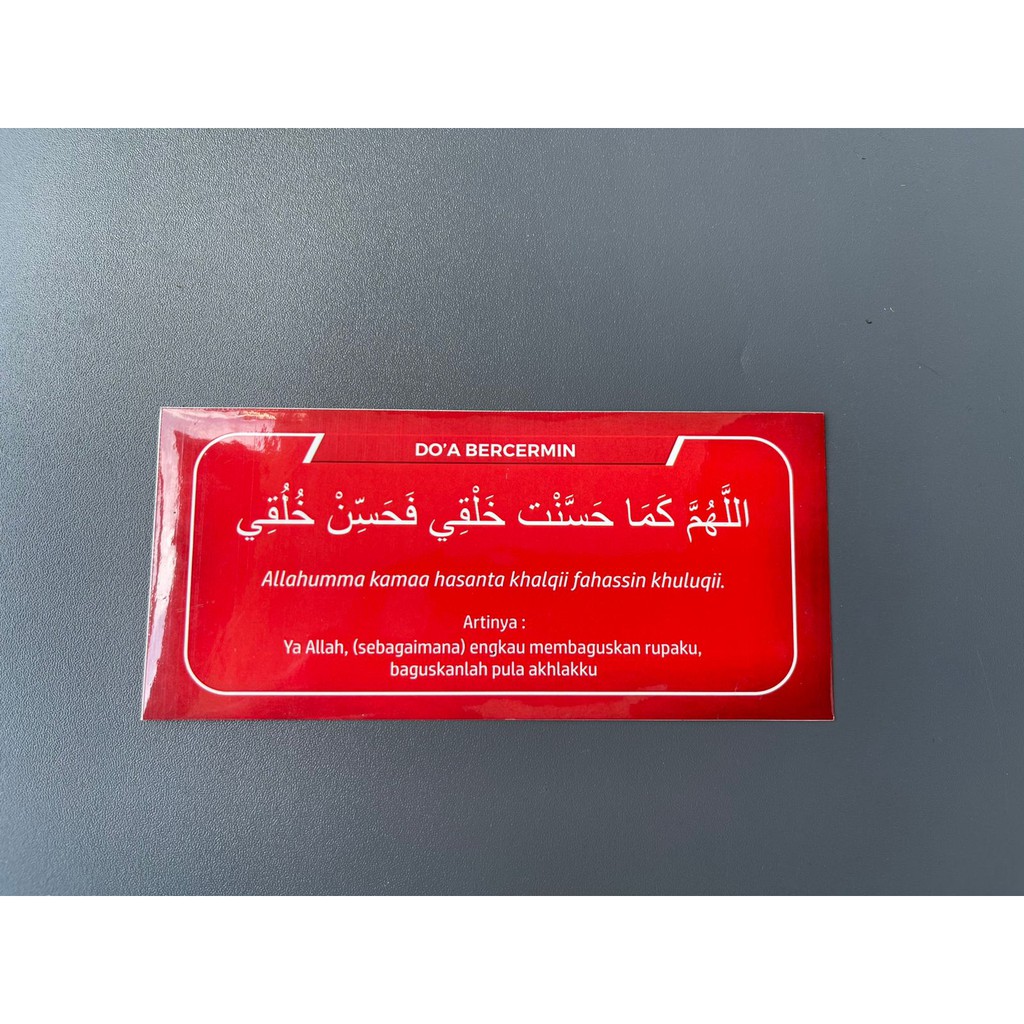 DO'A BERCERMIN
اللَّهُمَّ كَمَا حَسَّنْت خَلْقِي فَحَسِّنْ خُلُقِي
Allahumma kamaa hasanta khalqii fahassin khuluqii.
Artinya :
Ya Allah, (sebagaimana) engkau membaguskan rupaku,
baguskanlah pula akhlakku